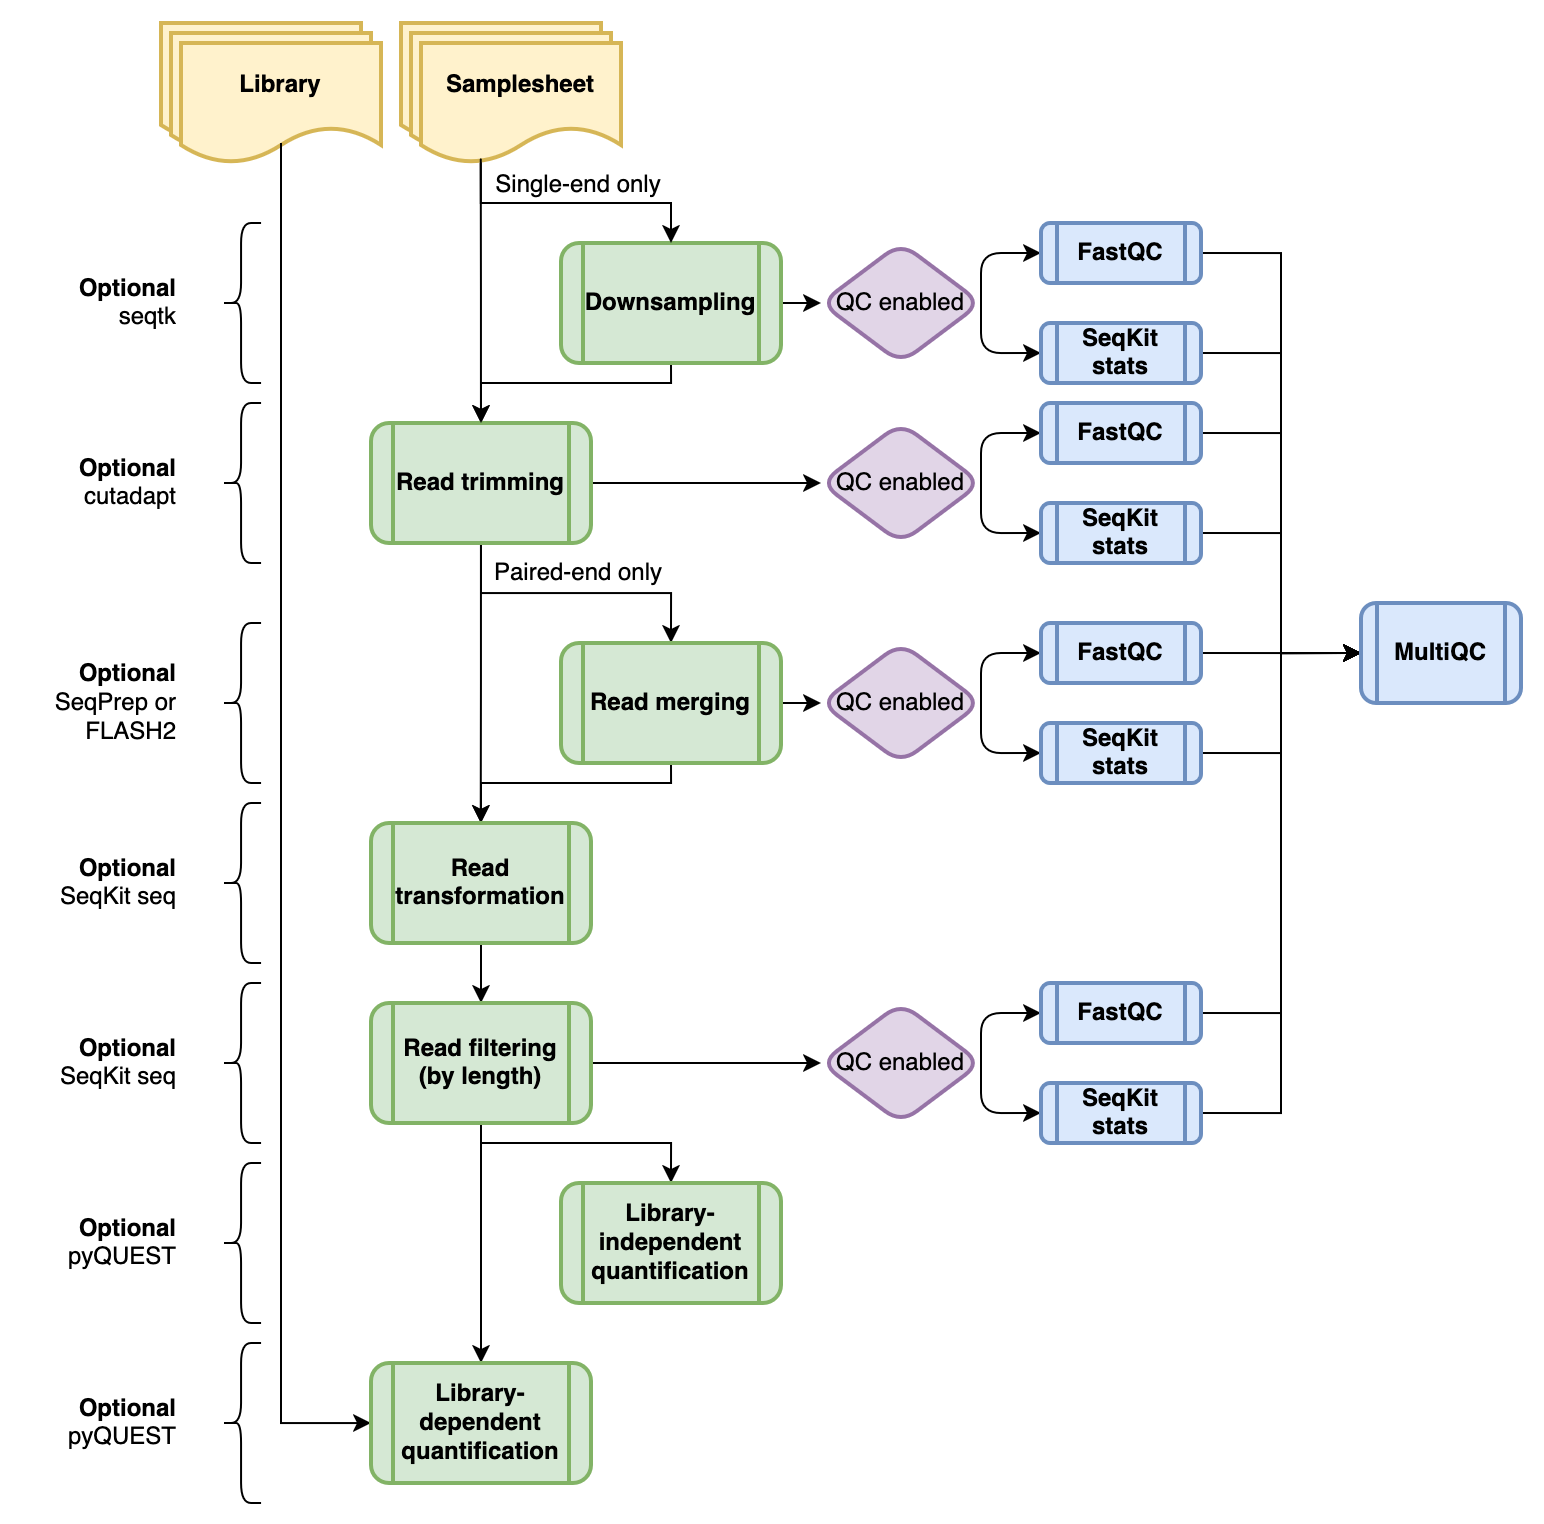 Library
Samplesheet
Single-end only
Optional
seqtk
Downsampling
QC enabled
FastQC
SeqKit
stats
Optional
cutadapt
Read trimming
QC enabled
FastQC
SeqKit
stats
Paired-end only
Optional
SeqPrep or
FLASH2
Read merging
QC enabled
FastQC
SeqKit
stats
MultiQC
Optional
SeqKit seq
Read
transformation
Optional
SeqKit seq
Read filtering
(by length)
QC enabled
FastQC
SeqKit
stats
Optional
pyQUEST
Library-
independent
quantification
Optional
pyQUEST
Library-
dependent
quantification